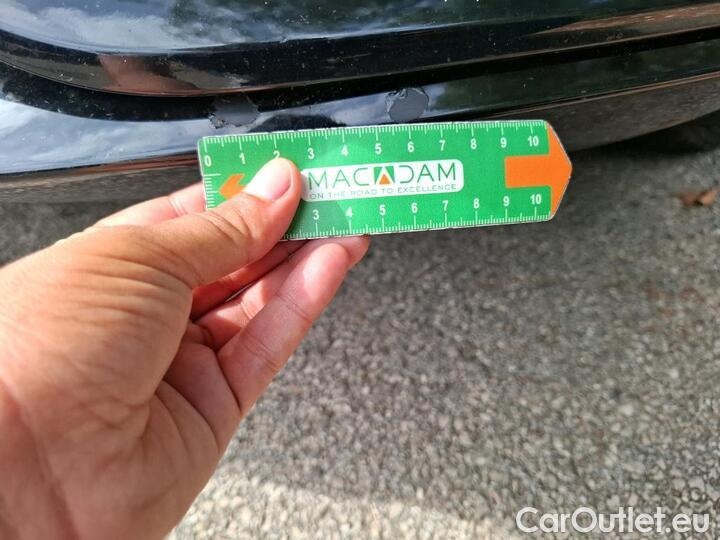 0 1 2 3 4 5 6 7 8 9 10
MACADAM
ON THE ROAD TO EXCELLENCE
3 4 5 6 7 8 9 10
CarOutlet.eu